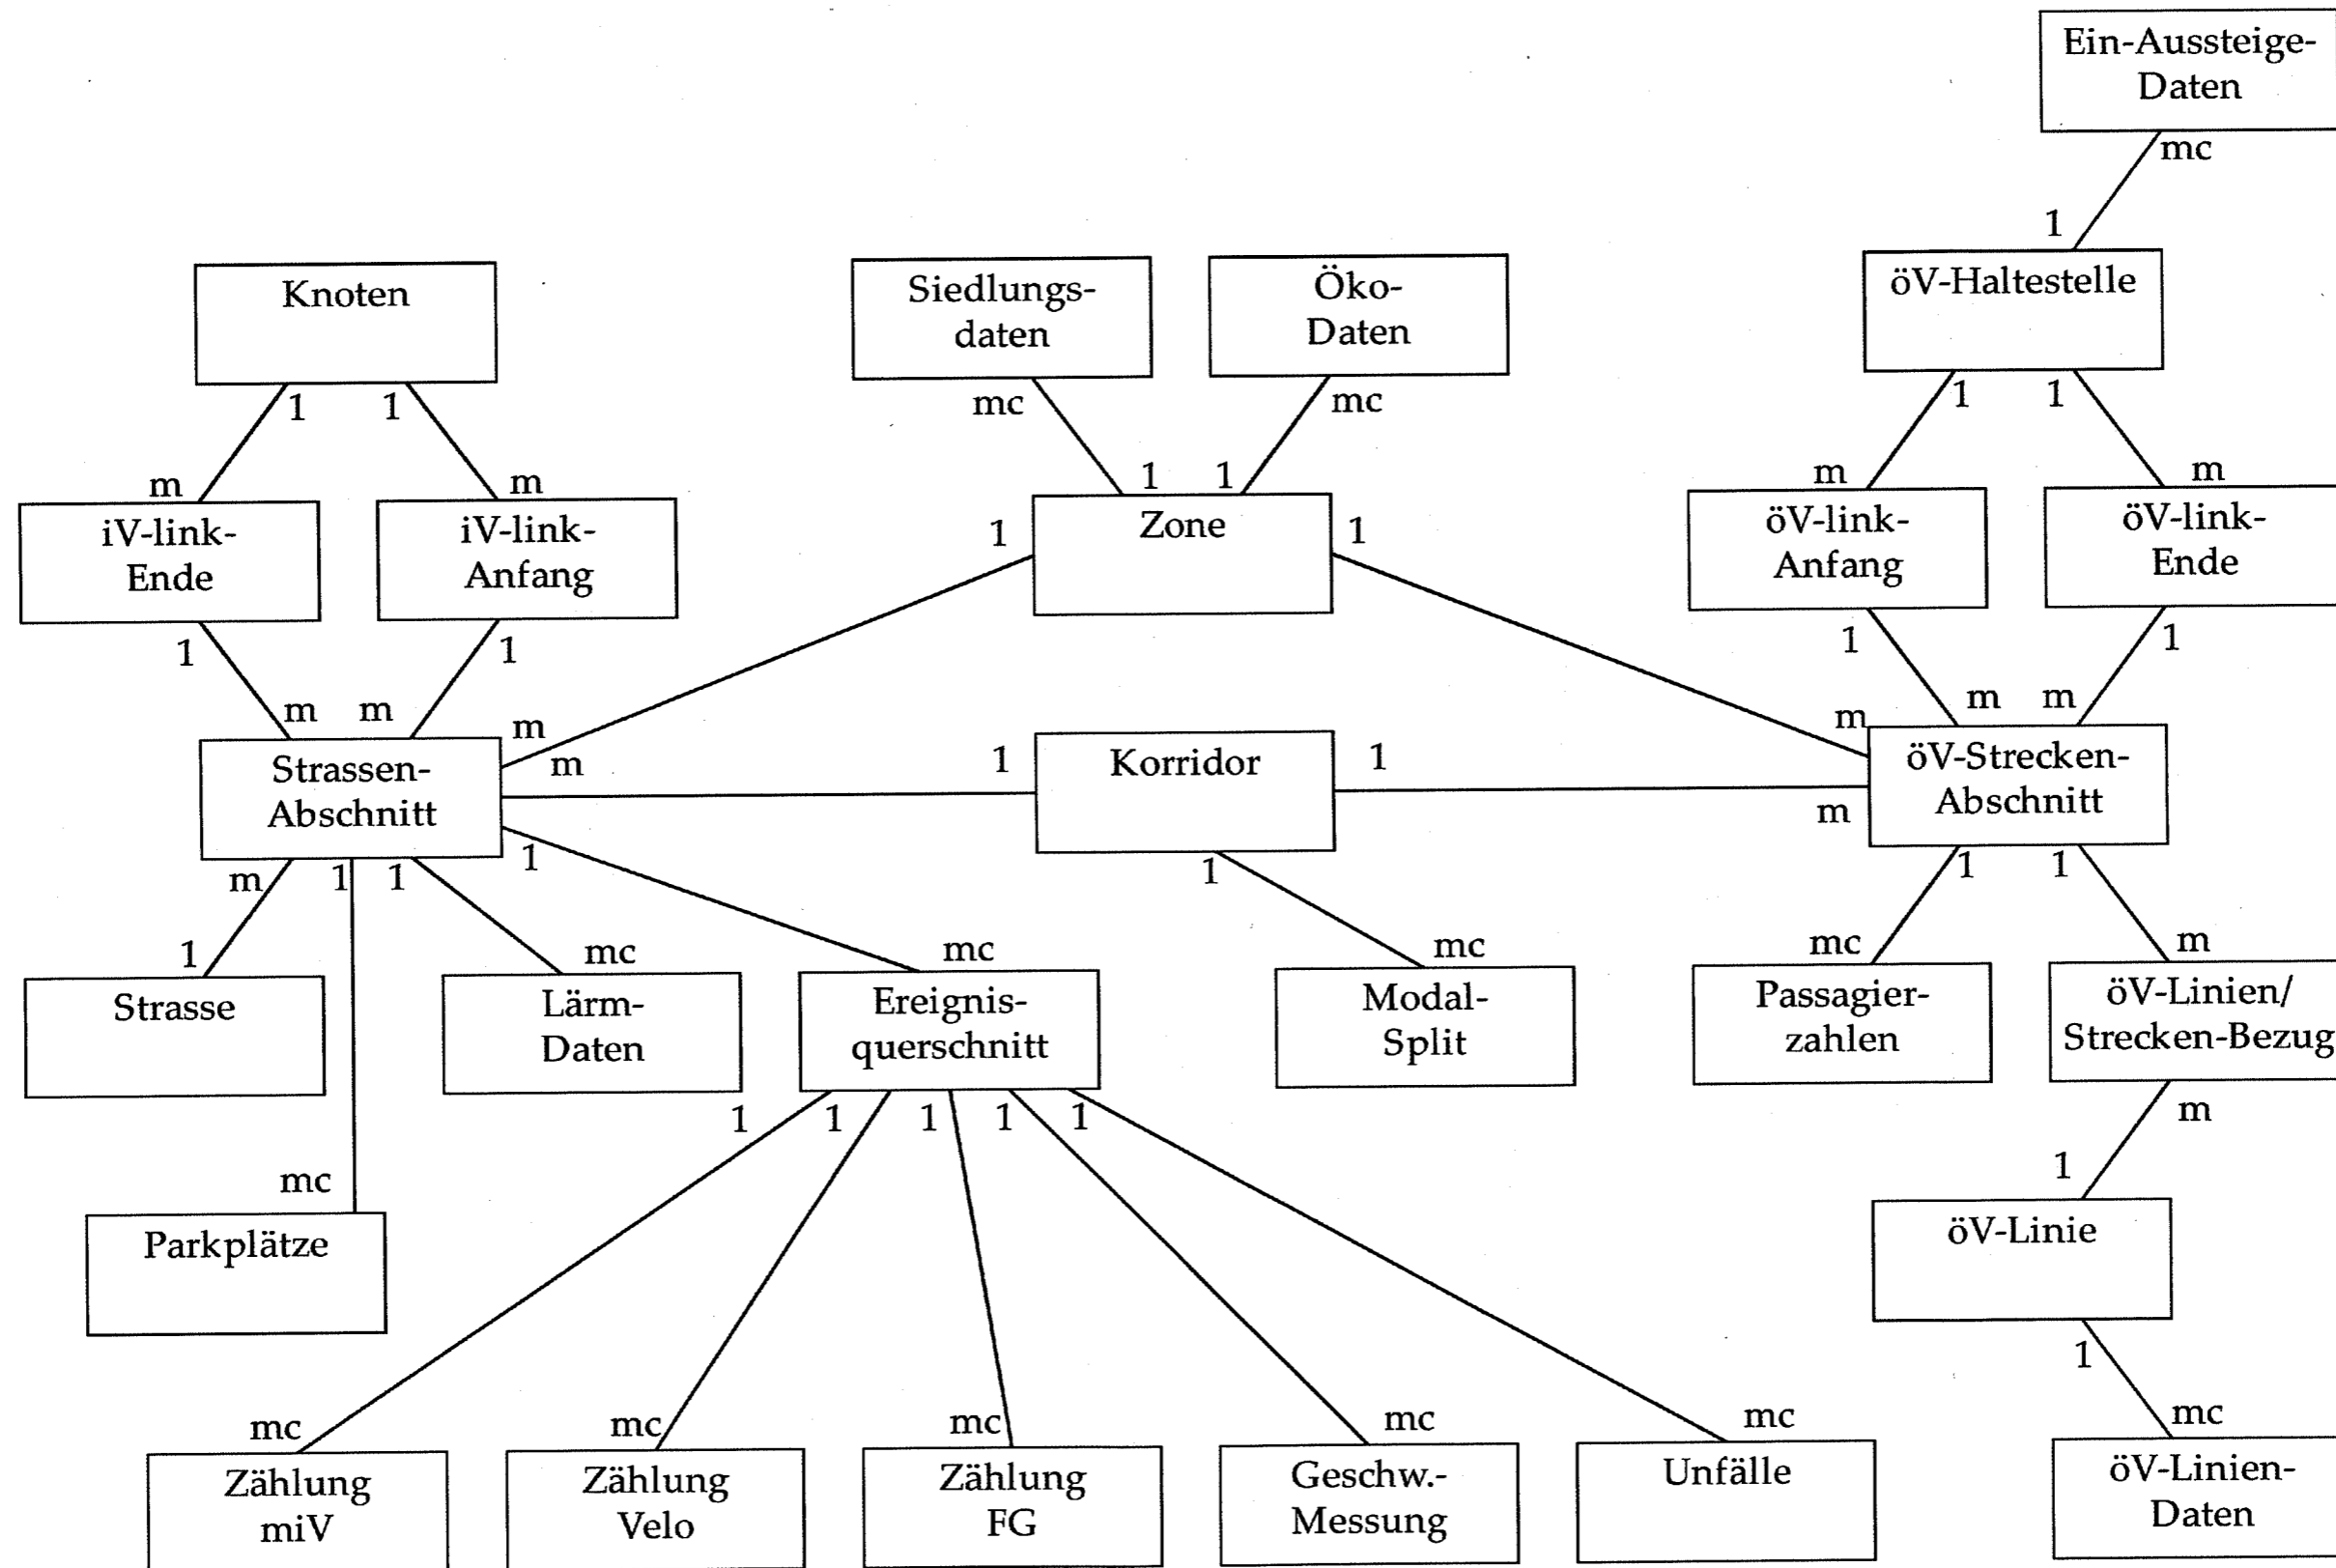 Ein-Aussteige-
Daten
mc
1
Knoten
Siedlungs-
daten
Öko-
Daten
öV-Haltestelle
1 1
mc mc
1 1
m m
1 1
m m
iV-link-
Ende
iV-link-
Anfang
1
Zone
1
öV-link-
Anfang
öV-link-
Ende
1 1
1 1
m m
m
m
m m
Strassen-
Abschnitt
m
1
Korridor
1
m
öV-Strecken-
Abschnitt
m 1 1 1
1
1 1
1
mc
mc
mc
mc
m
Strasse
Lärm-
Daten
Ereignis-
querschnitt
Modal-
Split
Passagier-
zahlen
öV-Linien/
Strecken-Bezug
1 1 1 1 1
m
mc
1
Parkplätze
öV-Linie
1
mc
mc
mc
mc
mc
mc
Zählung
miV
Zählung
Velo
Zählung
FG
Geschw.-
Messung
Unfälle
öV-Linien-
Daten